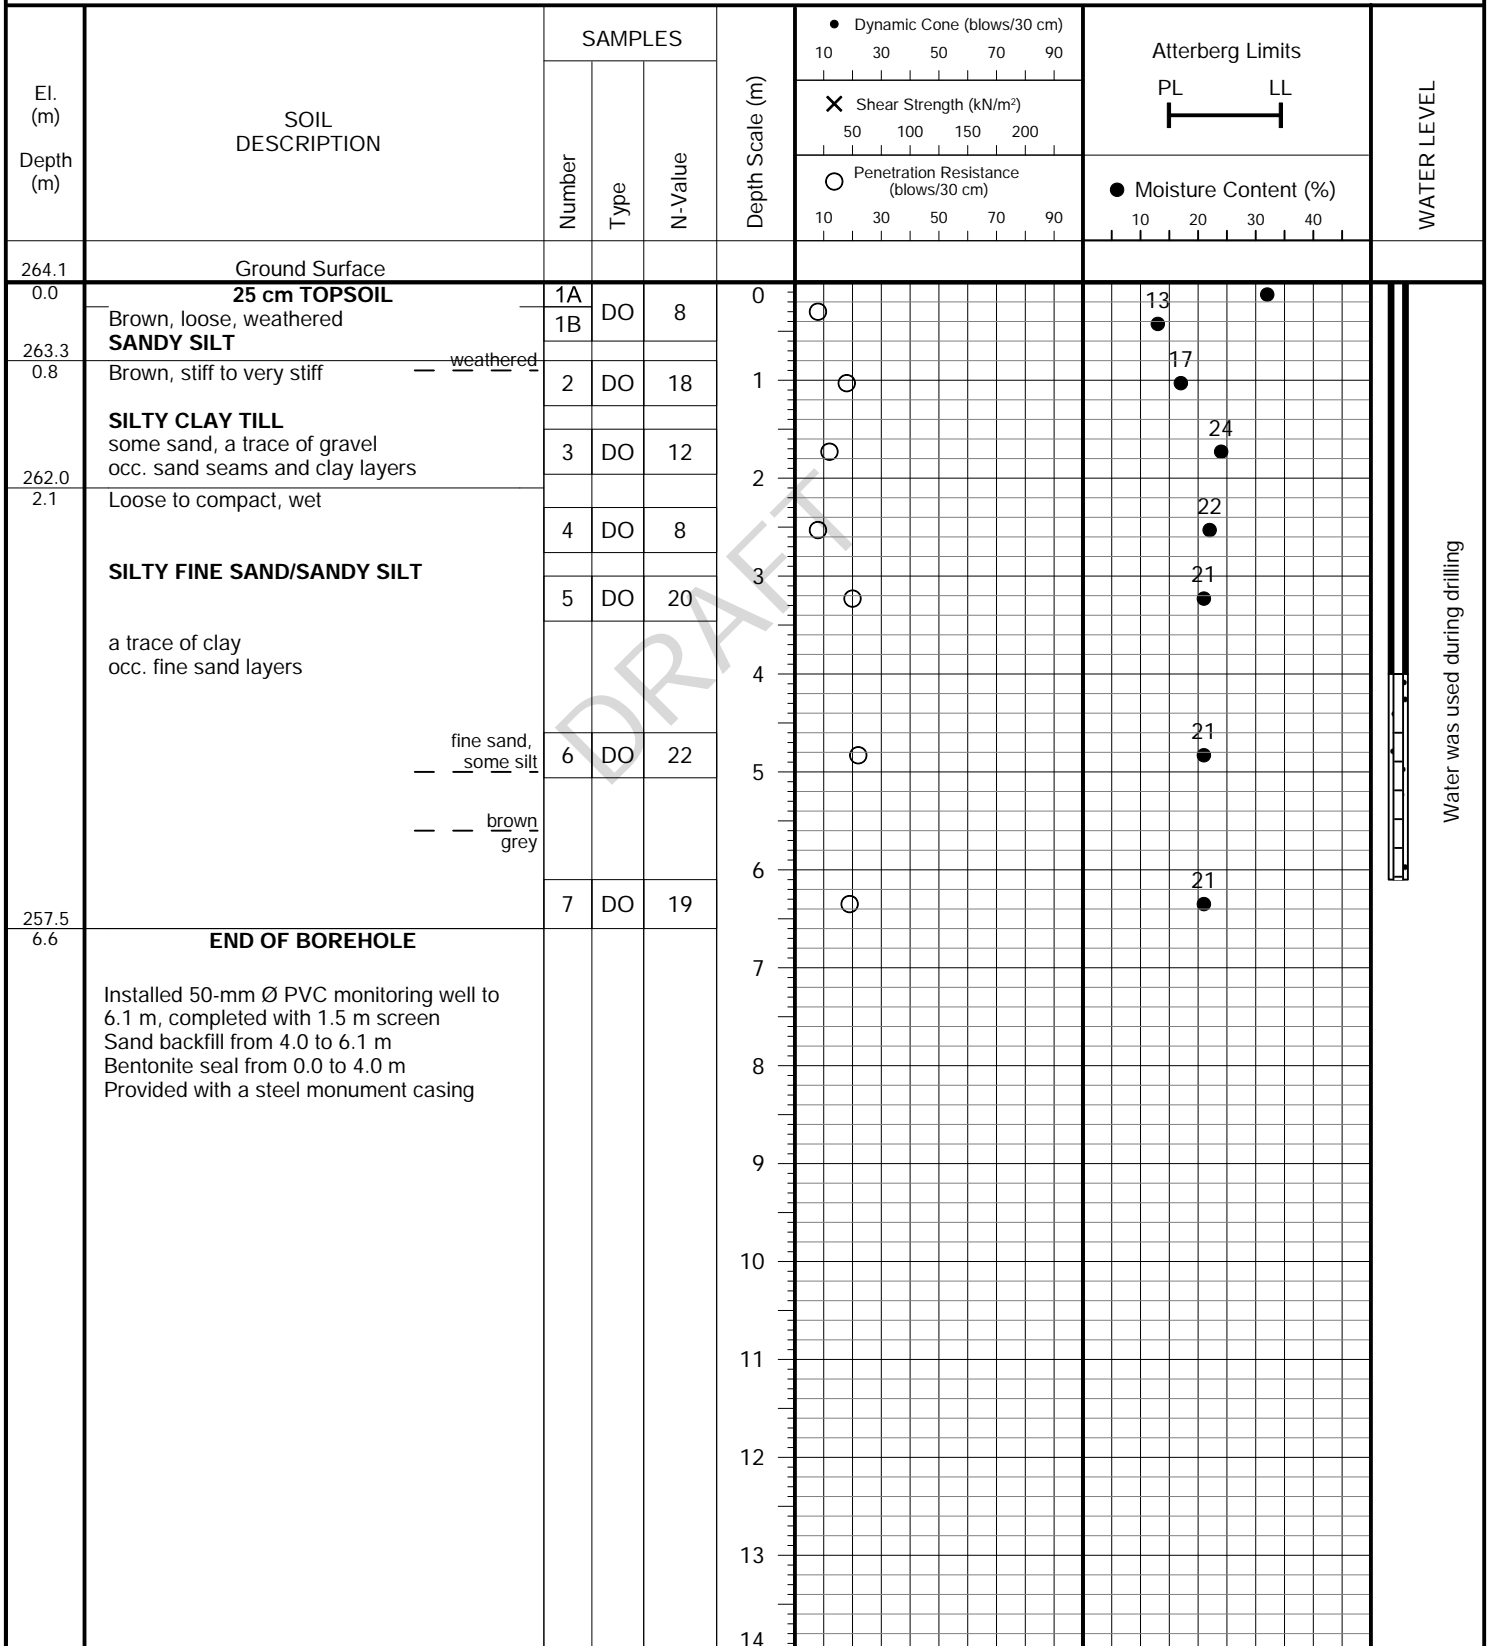 El.
(m)
Depth
(m)
SOIL
DESCRIPTION
SAMPLES
Number
Type
N-Value
Depth Scale (m)
Dynamic Cone (blows/30 cm)
10 30 50 70 90
Shear Strength (kN/m²)
50 100 150 200
Penetration Resistance
(blows/30 cm)
10 30 50 70 90
Atterberg Limits
PL LL
Moisture Content (%)
10 20 30 40
WATER LEVEL
264.1 Ground Surface
0.0 25 cm TOPSOIL 1A DO 8 0
Brown, loose, weathered 1B 13
SANDY SILT
263.3 weathered
0.8 Brown, stiff to very stiff 2 DO 18 1 17
SILTY CLAY TILL
some sand, a trace of gravel 3 DO 12 24
occ. sand seams and clay layers
262.0 2
2.1 Loose to compact, wet
4 DO 8 22
SILTY FINE SAND/SANDY SILT 3 21
5 DO 20
a trace of clay
occ. fine sand layers 4
fine sand,
some silt 6 DO 22 21
5
brown
grey
6
7 DO 19 21
257.5
6.6 END OF BOREHOLE
7
Installed 50-mm Ø PVC monitoring well to
6.1 m, completed with 1.5 m screen
Sand backfill from 4.0 to 6.1 m
Bentonite seal from 0.0 to 4.0 m 8
Provided with a steel monument casing
9
10
11
12
13
14
Water was used during drilling
DRAFT